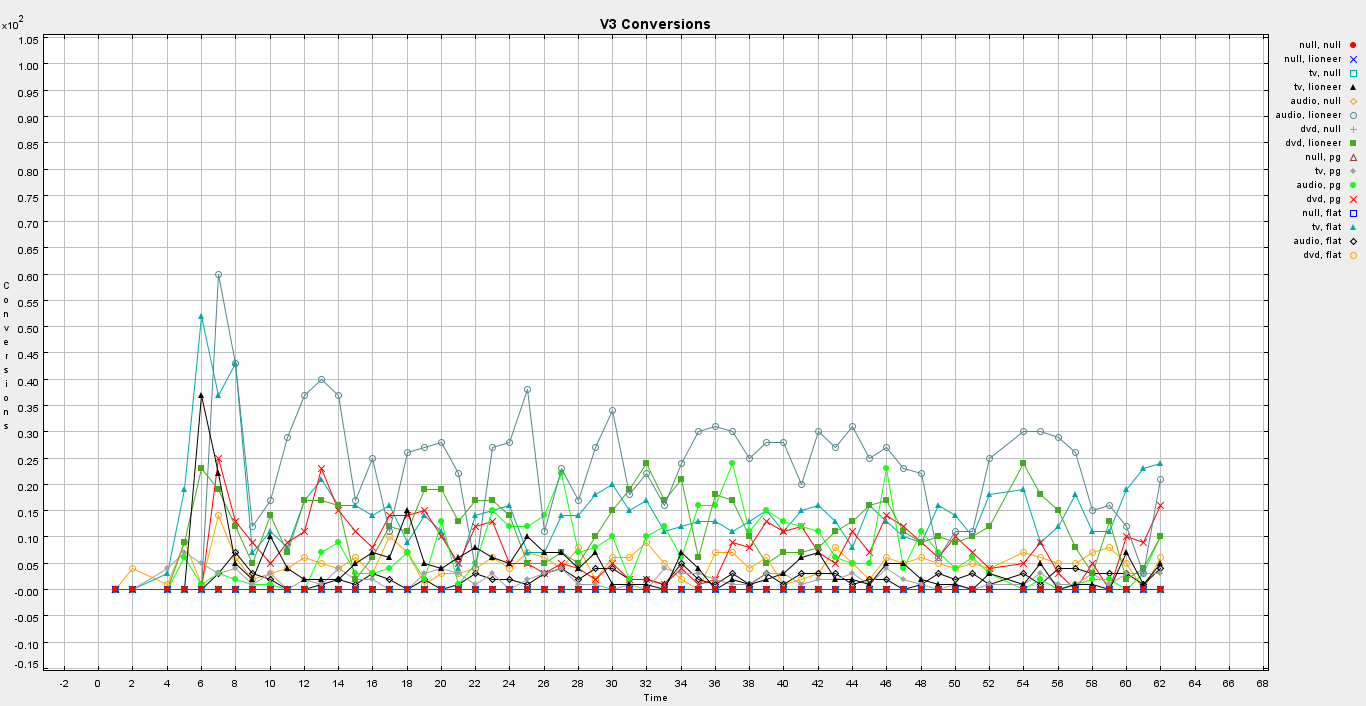 V3 Conversions
×10²
1.05
1.00
0.95
0.90
0.85
0.80
0.75
0.70
0.65
0.60
0.55
0.50
0.45
0.40
0.35
0.30
0.25
0.20
0.15
0.10
0.05
-0.00
-0.05
-0.10
-0.15
Conversions
-2 0 2 4 6 8 10 12 14 16 18 20 22 24 26 28 30 32 34 36 38 40 42 44 46 48 50 52 54 56 58 60 62 64 66 68
Time
null, null
null, lioneer
tv, null
tv, lioneer
audio, null
audio, lioneer
dvd, null
dvd, lioneer
null, pg
tv, pg
audio, pg
dvd, pg
null, flat
tv, flat
audio, flat
dvd, flat